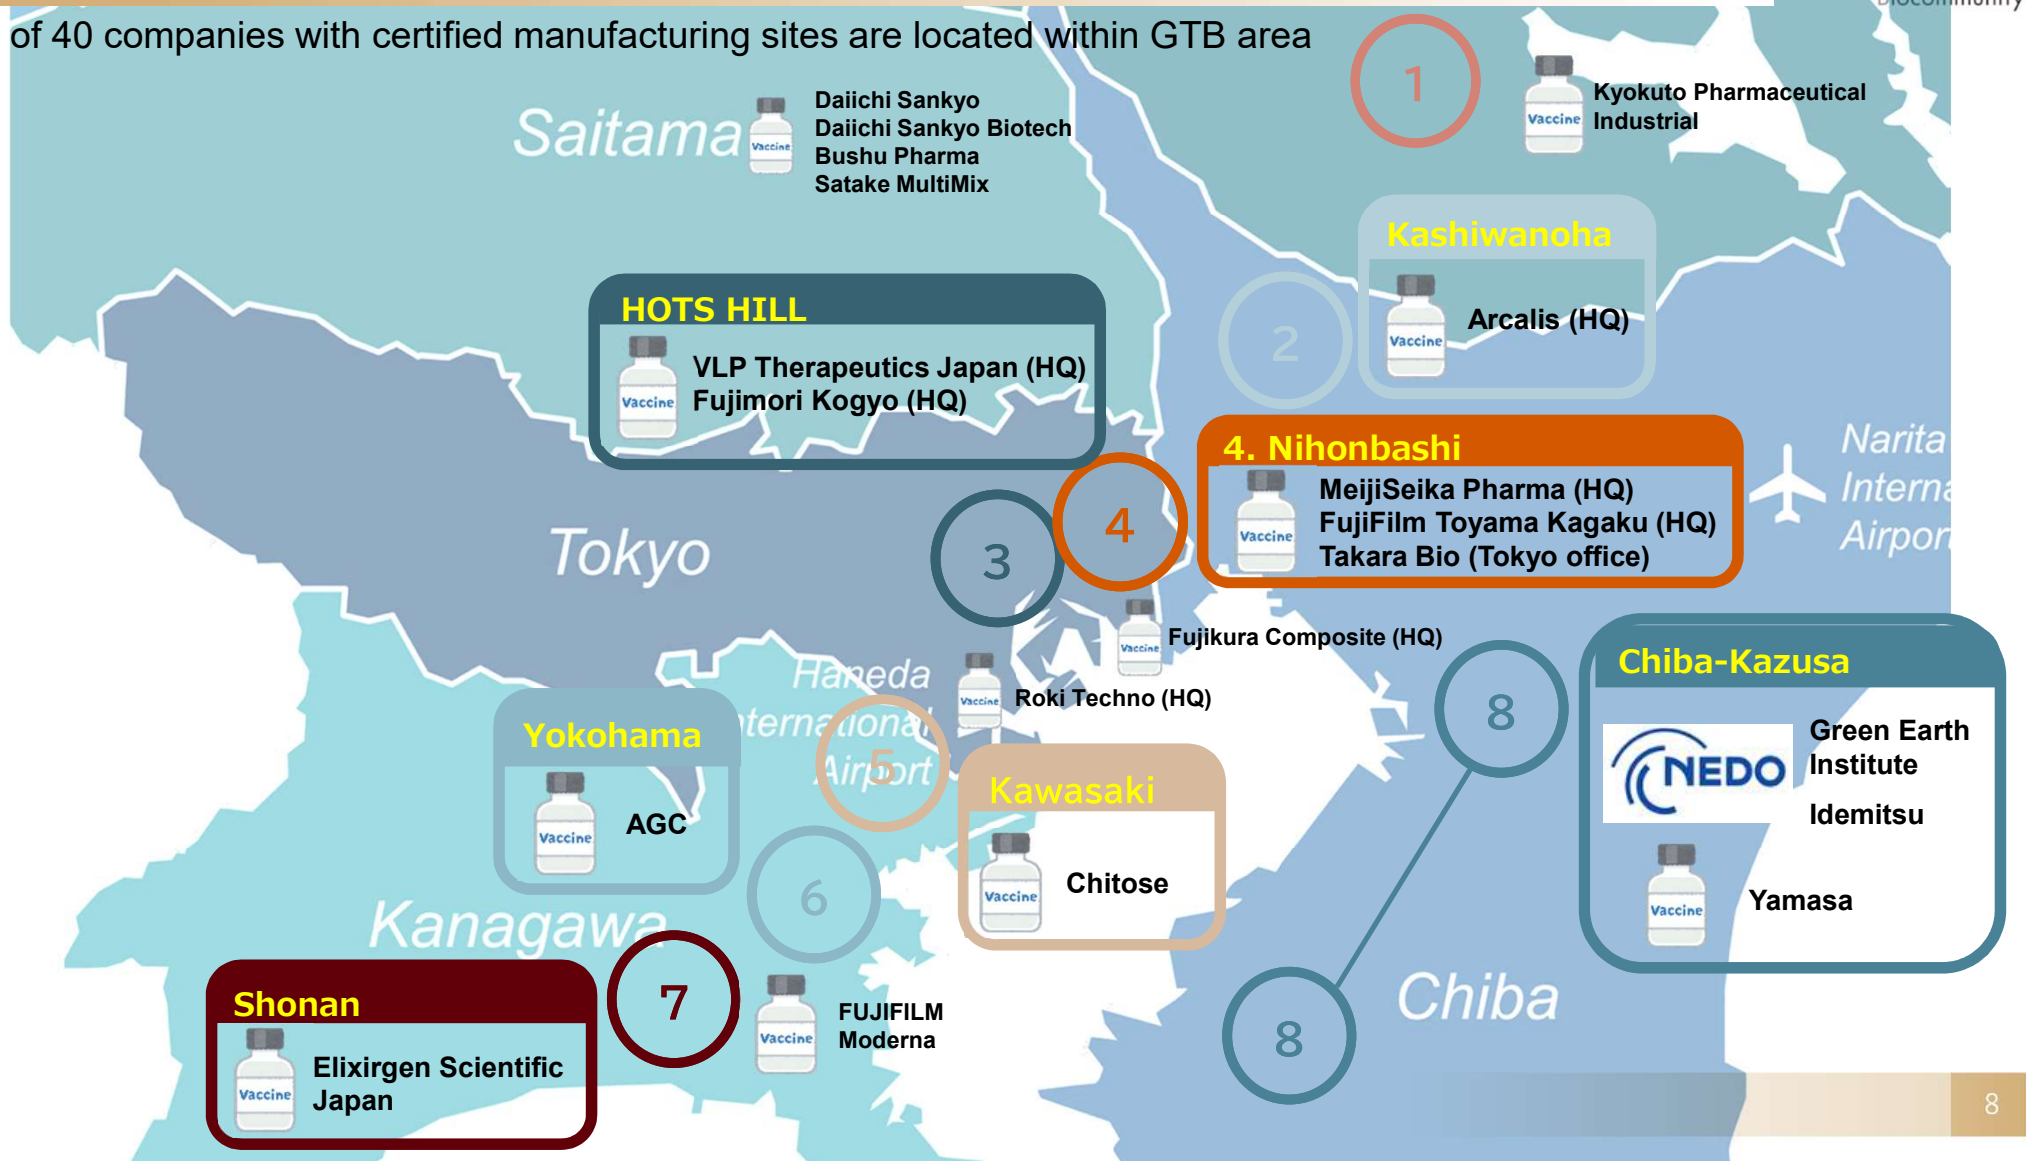 of 40 companies with certified manufacturing sites are located within GTB area
1
Vaccine
Kyokuto Pharmaceutical
Industrial
Saitama
Vaccine
Daiichi Sankyo
Daiichi Sankyo Biotech
Bushu Pharma
Satake MultiMix
Kashiwanoha
Vaccine
Arcalis (HQ)
2
HOTS HILL
Vaccine
VLP Therapeutics Japan (HQ)
Fujimori Kogyo (HQ)
4. Nihonbashi
Vaccine
MeijiSeika Pharma (HQ)
FujiFilm Toyama Kagaku (HQ)
Takara Bio (Tokyo office)
Narita
Airport
Tokyo
3
4
Vaccine
Fujikura Composite (HQ)
Haneda
International
Airport
Vaccine
Roki Techno (HQ)
8
Chiba-Kazusa
NEDO
Green Earth
Institute
Idemitsu
Vaccine
Yamasa
Yokohama
Vaccine
AGC
5
Kawasaki
Vaccine
Chitose
6
Kanagawa
7
Shonan
Vaccine
Elixirgen Scientific
Japan
Vaccine
FUJIFILM
Moderna
8
Chiba
8